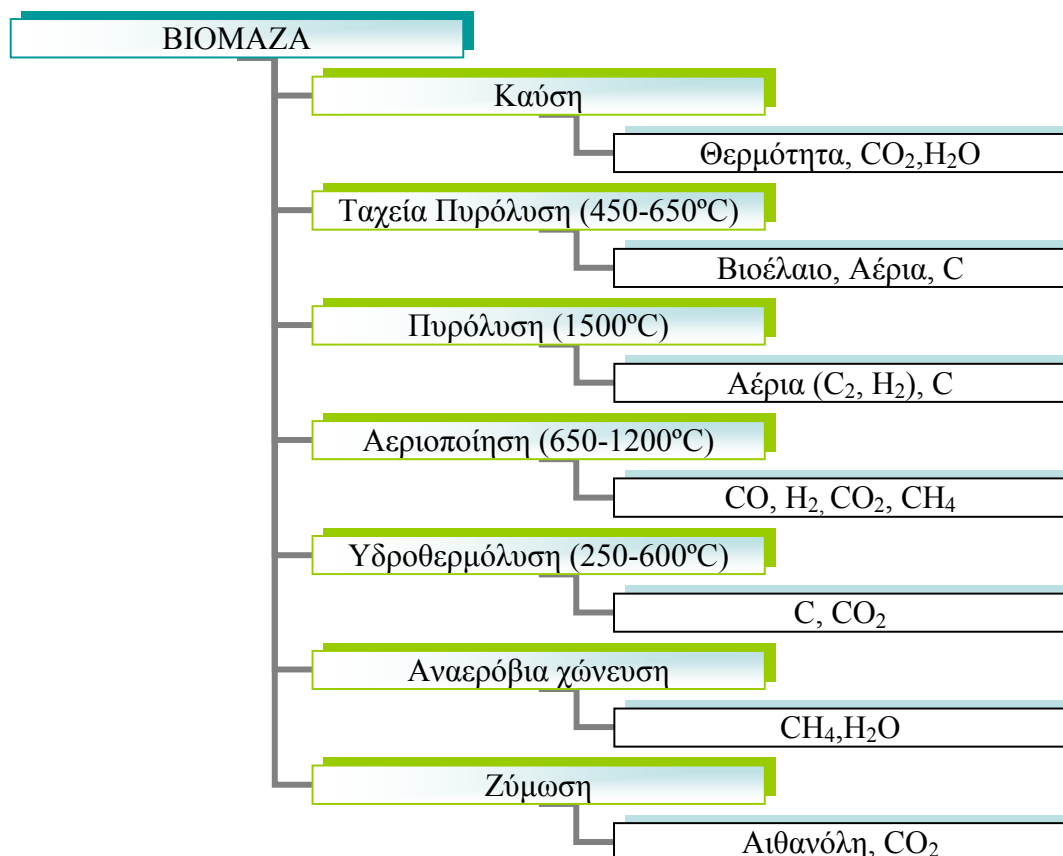 ΒΙΟΜΑΖΑ
Καύση
Θερμότητα, CO₂,H₂O
Ταχεία Πυρόλυση (450-650ºC)
Βιοέλαιο, Αέρια, C
Πυρόλυση (1500ºC)
Αέρια (C₂, H₂), C
Αεριοποίηση (650-1200ºC)
CO, H₂, CO₂, CH₄
Υδροθερμόλυση (250-600ºC)
C, CO₂
Αναερόβια χώνευση
CH₄,H₂O
Ζύμωση
Αιθανόλη, CO₂